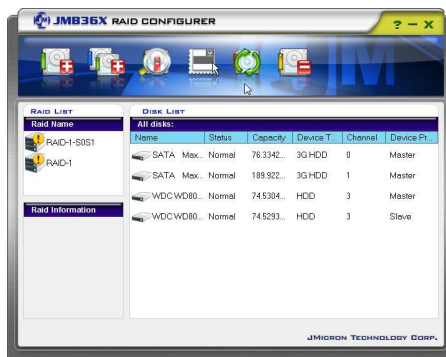 JMB36X RAID CONFIGURER
? – X
RAID LIST
Raid Name
RAID-1-S0S1
RAID-1
Raid Information
DISK LIST
All disks:
Name Status Capacity Device T... Channel Device Pr...
SATA Max... Normal 76.3342... 3G HDD 0 Master
SATA Max... Normal 189.922... 3G HDD 1 Master
WDC WD80... Normal 74.5304... HDD 3 Master
WDC WD80... Normal 74.5293... HDD 3 Slave
JMICRON TECHNOLOGY CORP.